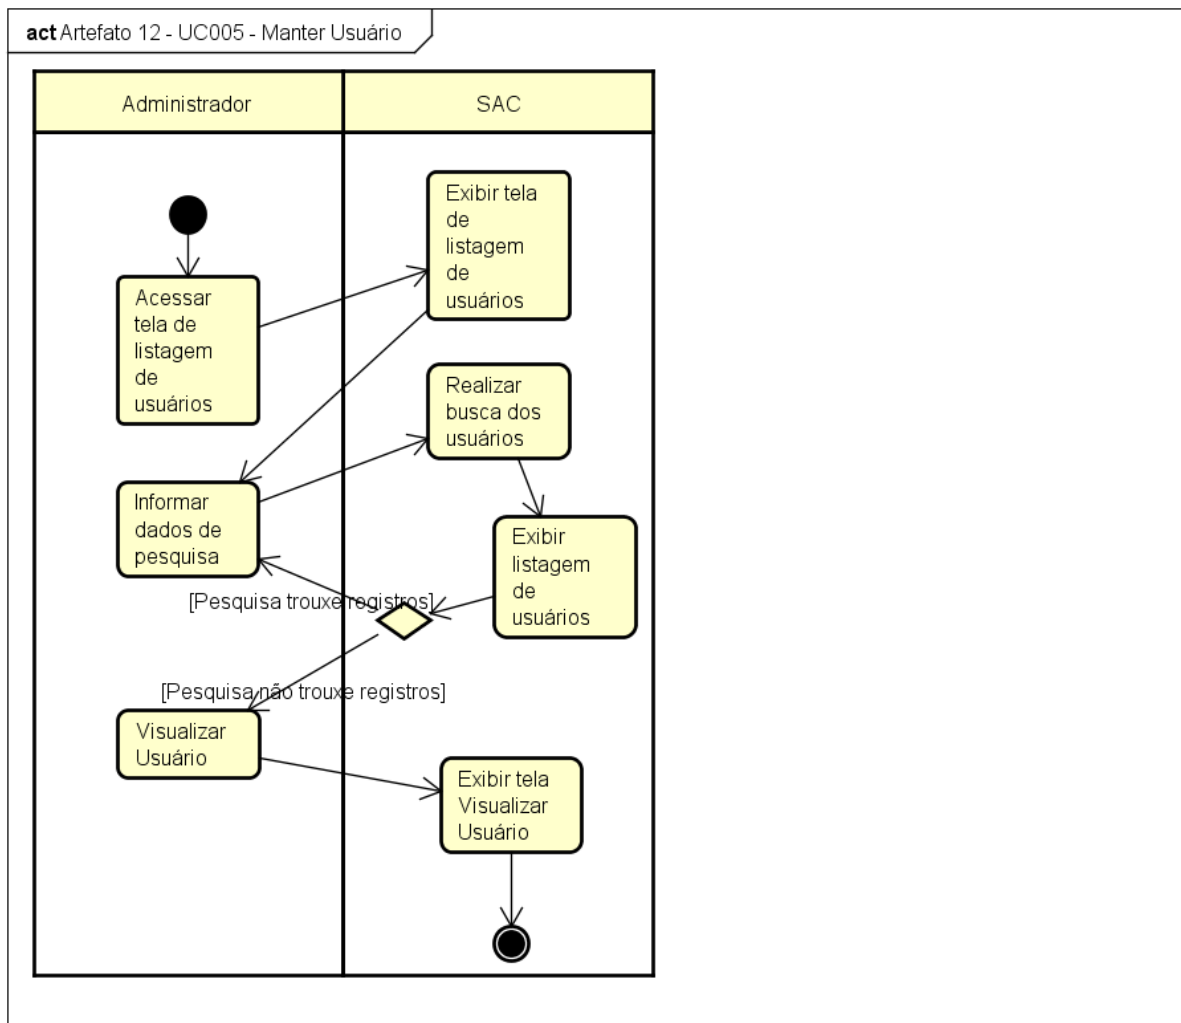 act Artefato 12 - UC005 - Manter Usuário
Administrador
SAC
Exibir tela
de
listagem
de
usuários
Acessar
tela de
listagem
de
usuários
Realizar
busca dos
usuários
Informar
dados de
pesquisa
Exibir
listagem
de
usuários
[Pesquisa trouxe registros]
[Pesquisa não trouxe registros]
Visualizar
Usuário
Exibir tela
Visualizar
Usuário